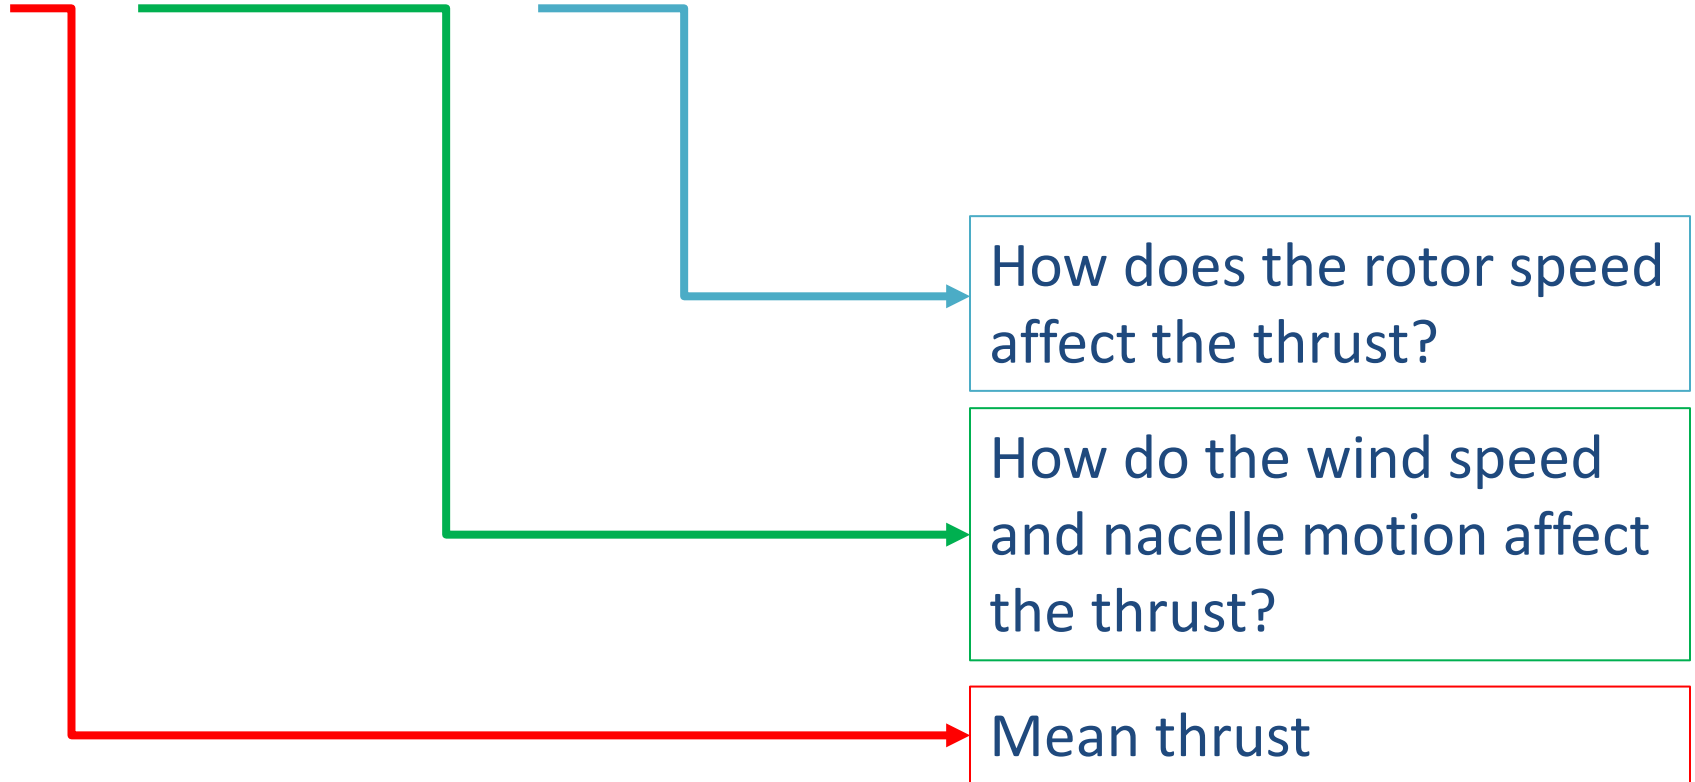 How does the rotor speed
affect the thrust?
How do the wind speed
and nacelle motion affect
the thrust?
Mean thrust